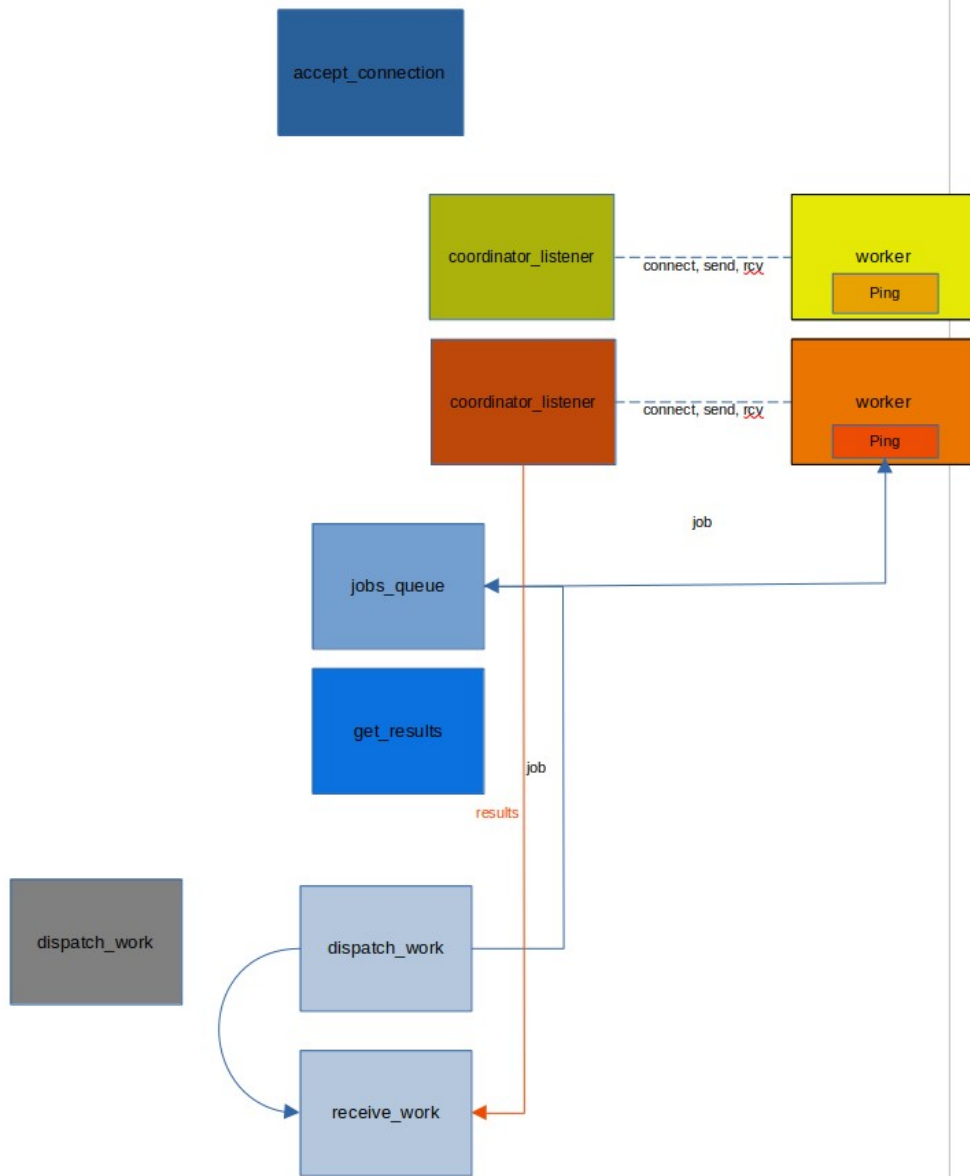 accept_connection
coordinator_listener
connect, send, rcv
worker
Ping
coordinator_listener
connect, send, rcv
worker
Ping
job
jobs_queue
get_results
job
results
dispatch_work
dispatch_work
receive_work